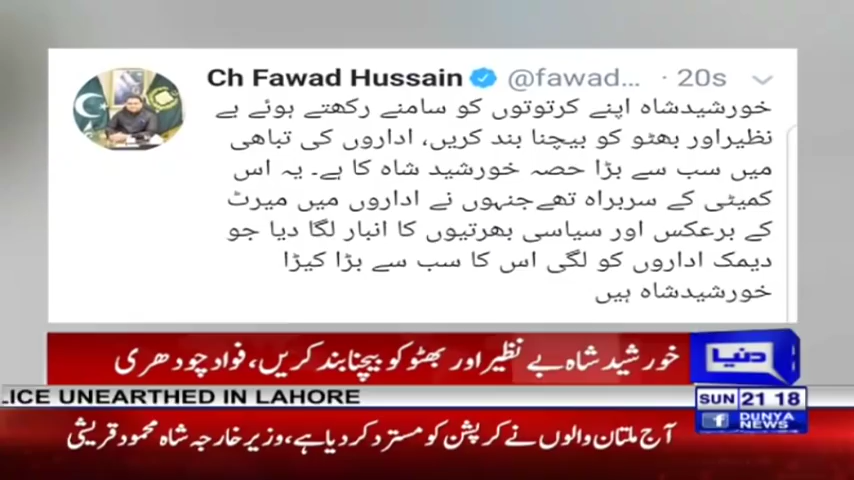 Ch Fawad Hussain @fawad... · 20s
خورشیدشاہ اپنے کرتوتوں کو سامنے رکھتے ہوئے بے
نظیراور بھٹو کو بیچنا بند کریں، اداروں کی تباھی
میں سب سے بڑا حصہ خورشید شاہ کا ہے۔ یہ اس
کمیٹی کے سربراہ تھےجنہوں نے اداروں میں میرٹ
کے برعکس اور سیاسی بھرتیوں کا انبار لگا دیا جو
دیمک اداروں کو لگی اس کا سب سے بڑا کیڑا
خورشیدشاہ ہیں
خورشید شاہ بے نظیر اور بھٹو کو بیچنا بند کریں، فواد چودھری
دنیا
LICE UNEARTHED IN LAHORE
SUN 21 18
f DUNYA NEWS
آج ملتان والوں نے کرپشن کو مسترد کر دیا ہے، وزیر خارجہ شاہ محمود قریشی